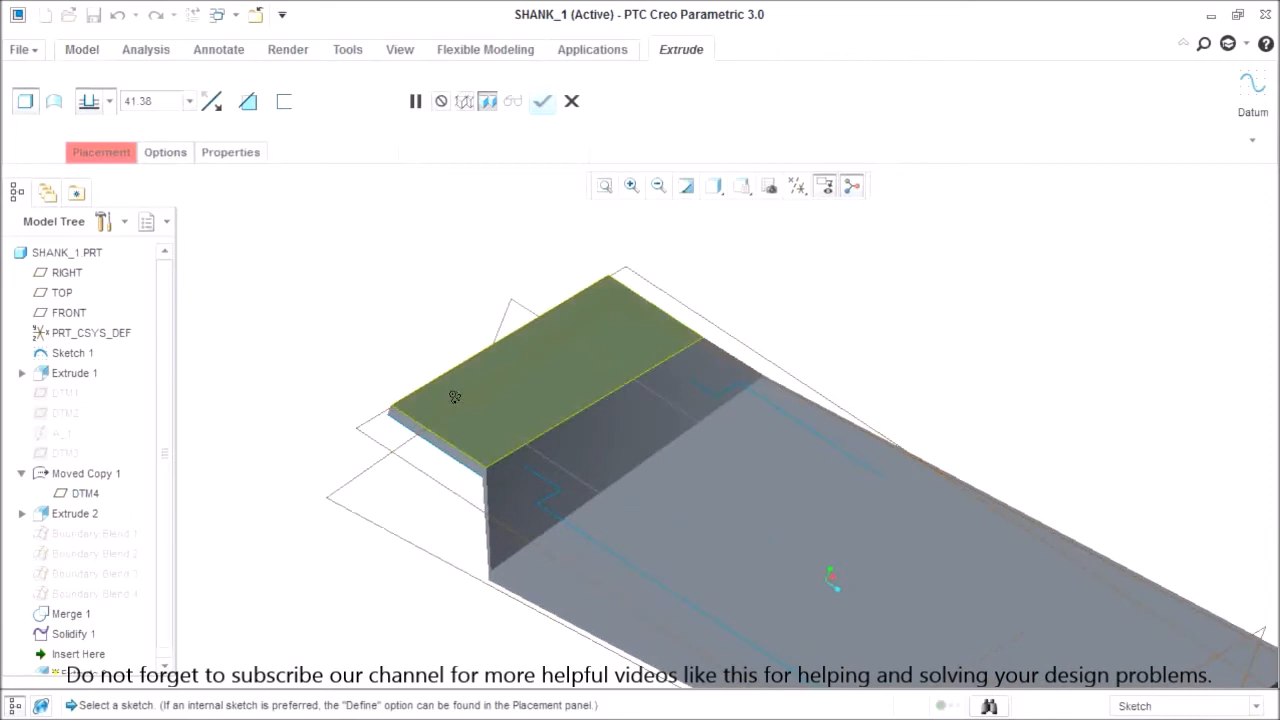 SHANK_1 (Active) - PTC Creo Parametric 3.0
File Model Analysis Annotate Render Tools View Flexible Modeling Applications Extrude
41.38
Datum
Placement Options Properties
Model Tree
SHANK_1.PRT
RIGHT
TOP
FRONT
PRT_CSYS_DEF
Sketch 1
Extrude 1
DTM1
DTM2
A_1
DTM3
Moved Copy 1
DTM4
Extrude 2
Boundary Blend 1
Boundary Blend 2
Boundary Blend 3
Boundary Blend 4
Merge 1
Solidify 1
Insert Here
Do not forget to subscribe our channel for more helpful videos like this for helping and solving your design problems.
Select a sketch. (If an internal sketch is preferred, the "Define" option can be found in the Placement panel.)
Sketch